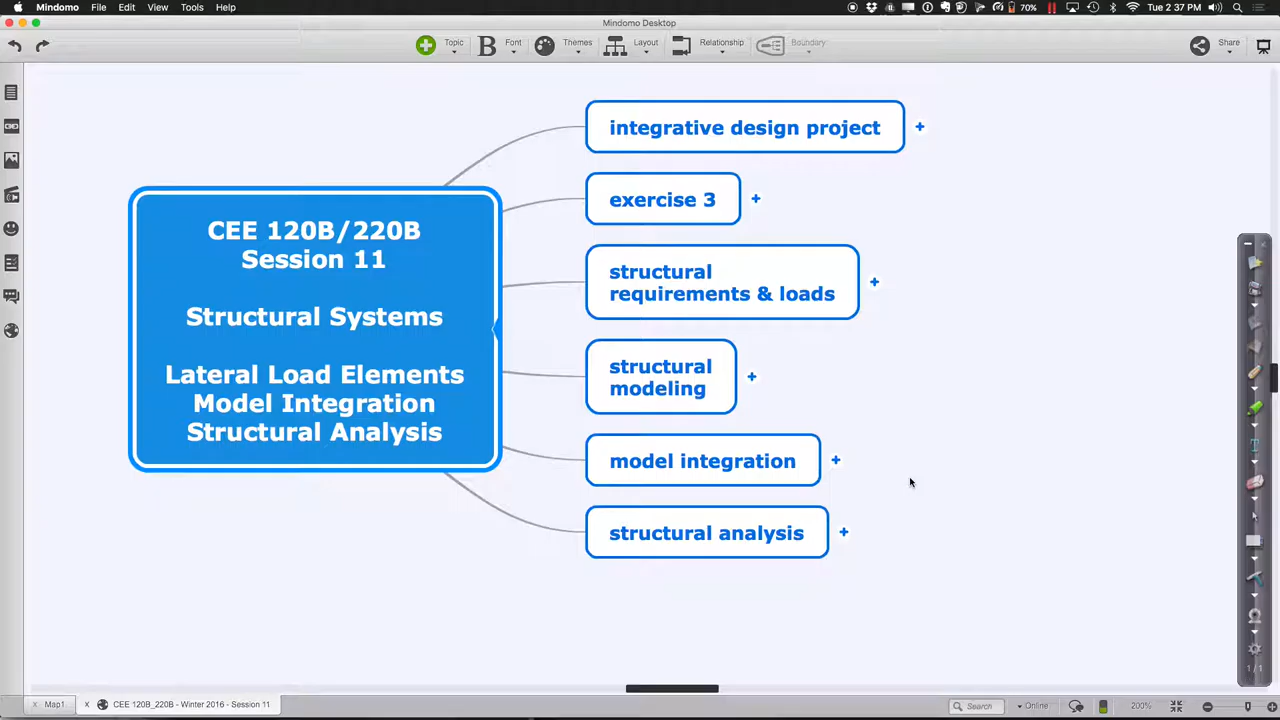 Mindomo File Edit View Tools Help
70% Tue 2:37 PM
Mindomo Desktop
Topic Font Themes Layout Relationship Boundary Share
CEE 120B/220B
Session 11
Structural Systems
Lateral Load Elements
Model Integration
Structural Analysis
integrative design project +
exercise 3 +
structural
requirements & loads +
structural
modeling +
model integration +
structural analysis +
1/1
x Map1 x CEE 120B_220B - Winter 2016 - Session 11
Search Online 200%